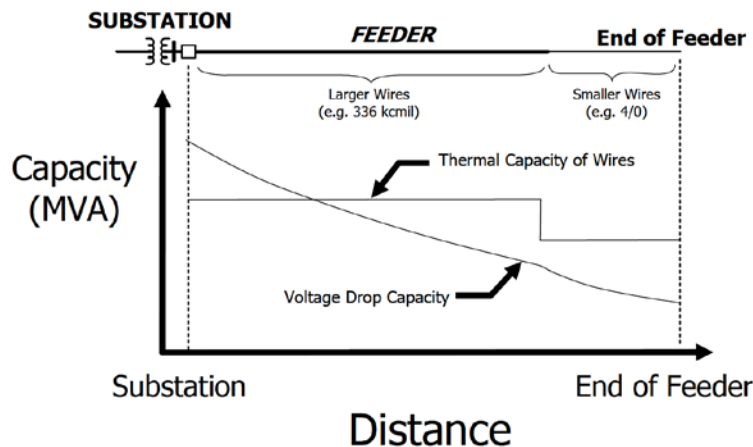 SUBSTATION
FEEDER
End of Feeder
Larger Wires
(e.g. 336 kcmil)
Smaller Wires
(e.g. 4/0)
Capacity
(MVA)
Thermal Capacity of Wires
Voltage Drop Capacity
Substation
End of Feeder
Distance